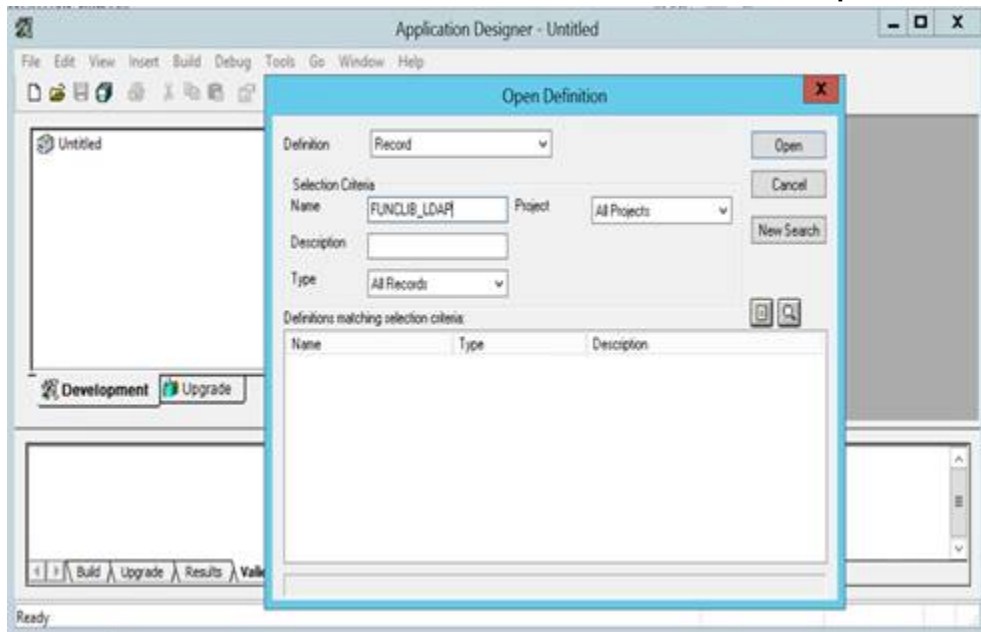 Application Designer - Untitled
File Edit View Insert Build Debug Tools Go Window Help
Open Definition
Untitled
Definition Record
Open
Selection Criteria
Cancel
Name FUNCLIB_LDAP Project All Projects
New Search
Description
Type All Records
Definitions matching selection criteria:
Name Type Description
Development Upgrade
Build Upgrade Results
Ready